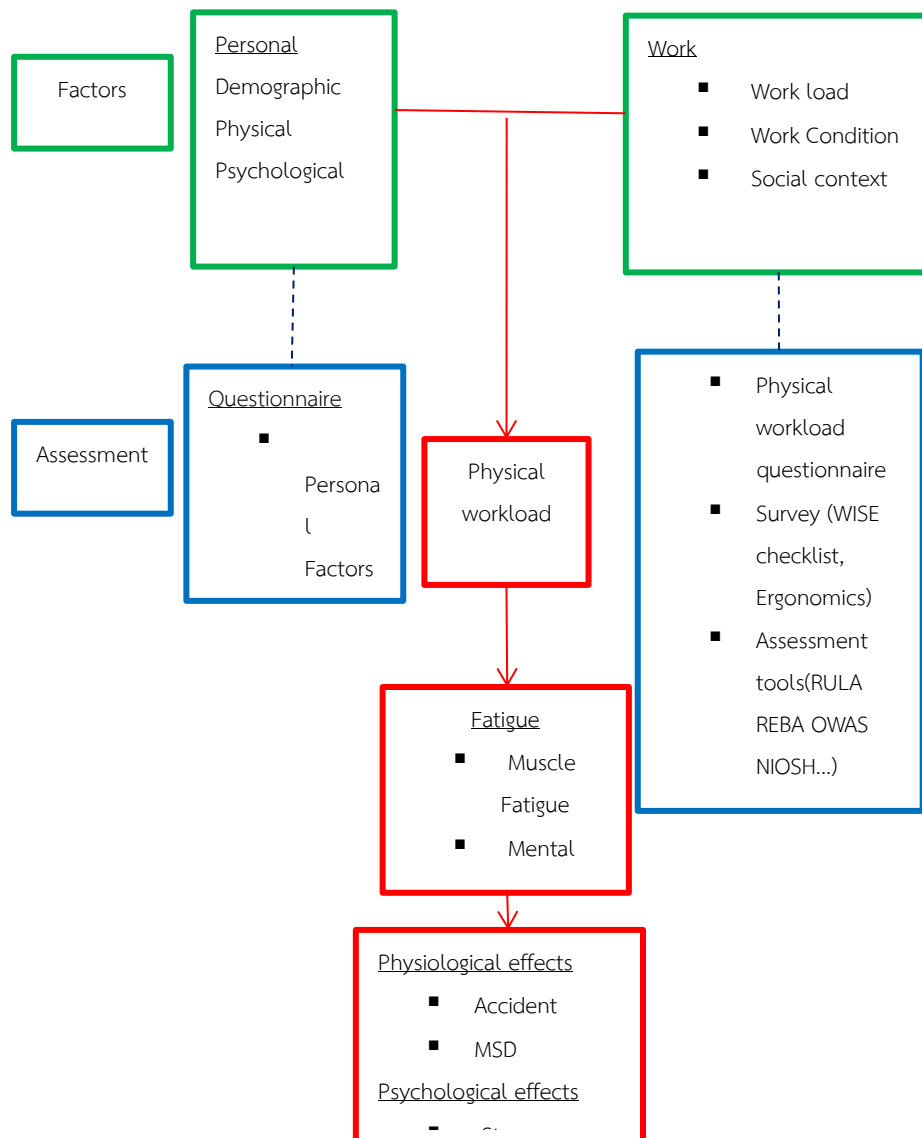 Factors
Personal
Demographic
Physical
Psychological
Work
■ Work load
■ Work Condition
■ Social context
Assessment
Questionnaire
■
Persona
l
Factors
Physical
workload
■ Physical
workload
questionnaire
■ Survey (WISE
checklist,
Ergonomics)
■ Assessment
tools(RULA
REBA OWAS
NIOSH...)
Fatigue
■ Muscle
Fatigue
■ Mental
Physiological effects
■ Accident
■ MSD
Psychological effects
■